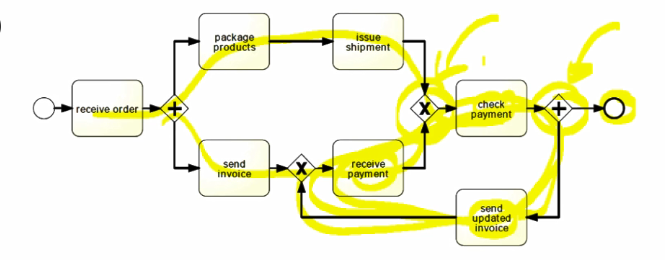 )
package
products
issue
shipment
receive order
+
X
check
payment
+
send
invoice
X
receive
payment
send
updated
invoice